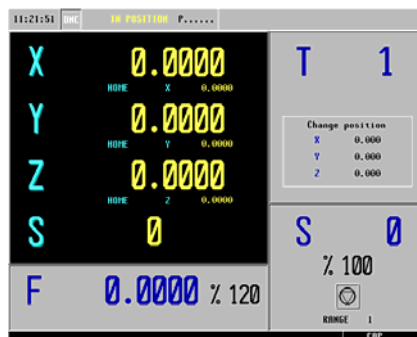 11:21:51 DNC IN POSITION P......
X 0.0000
HOME X 0.0000
Y 0.0000
HOME Y 0.0000
Z 0.0000
HOME Z 0.0000
S 0
F 0.0000 % 120
T 1
Change position
X 0.000
Y 0.000
Z 0.000
S 0
% 100
RANGE 1
CAP